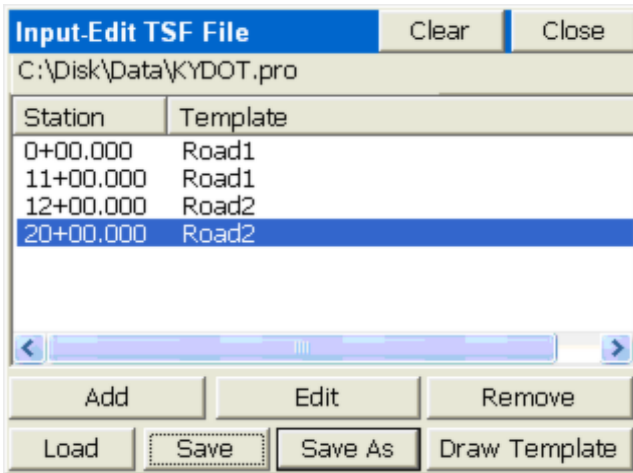 Input-Edit TSF File Clear Close
C:\Disk\Data\KYDOT.pro
Station Template
0+00.000 Road1
11+00.000 Road1
12+00.000 Road2
20+00.000 Road2
Add Edit Remove
Load Save Save As Draw Template